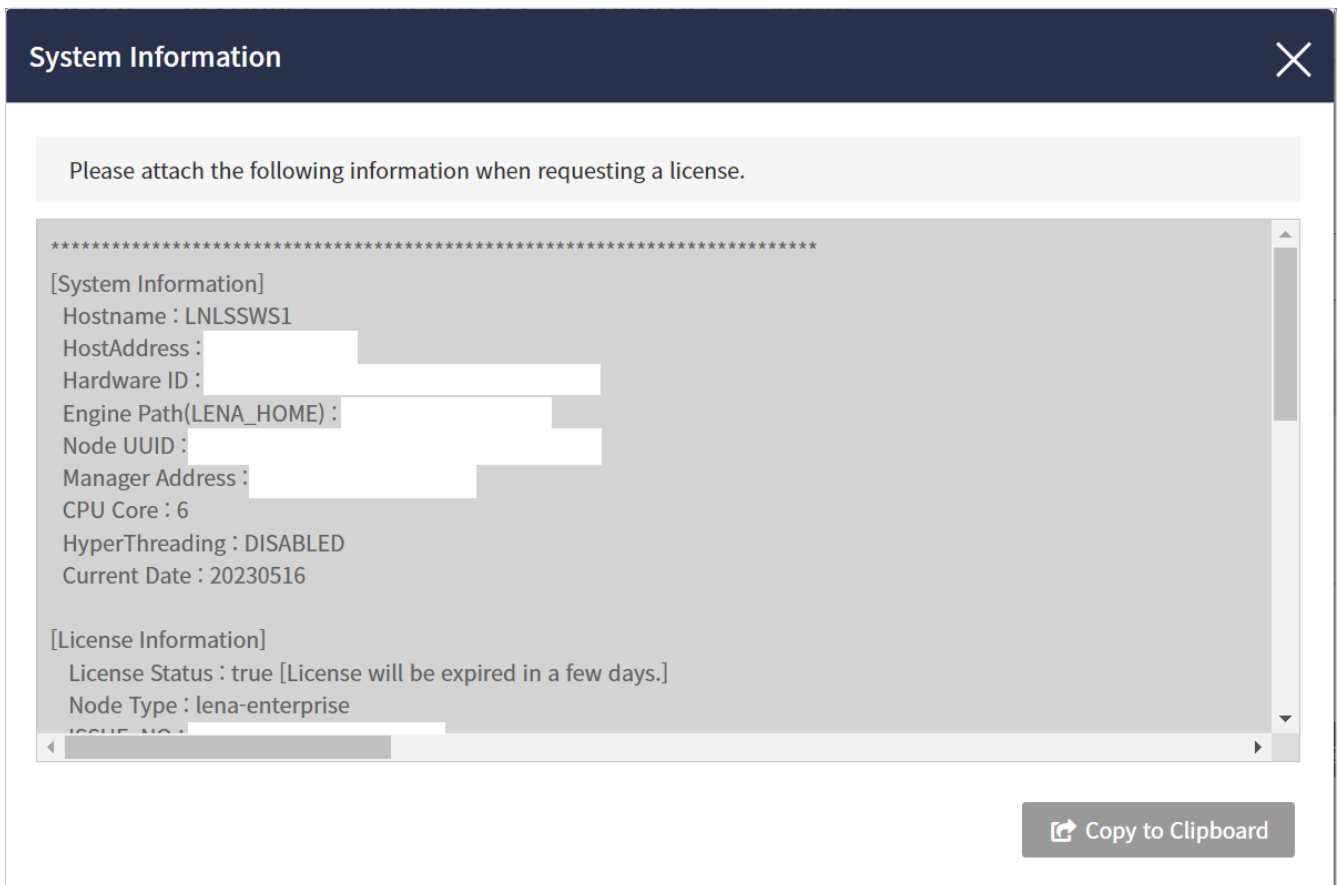 System Information
Please attach the following information when requesting a license.
****************************************************************************
[System Information]
Hostname : LNLSSWS1
HostAddress :
Hardware ID :
Engine Path(LENA_HOME) :
Node UUID :
Manager Address :
CPU Core : 6
HyperThreading : DISABLED
Current Date : 20230516
[License Information]
License Status : true [License will be expired in a few days.]
Node Type : lena-enterprise
Copy to Clipboard